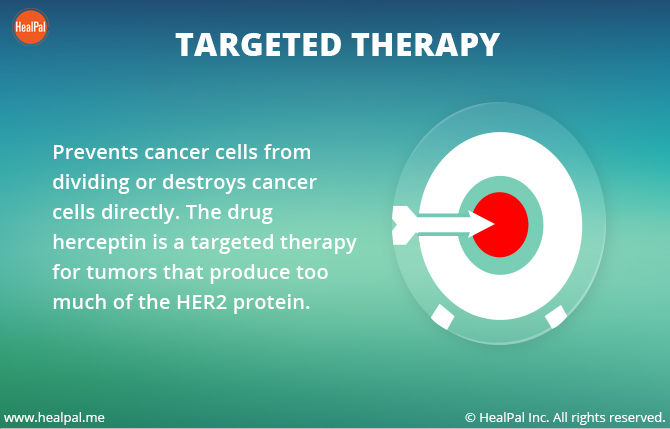 HealPal
TARGETED THERAPY
Prevents cancer cells from
dividing or destroys cancer
cells directly. The drug
herceptin is a targeted therapy
for tumors that produce too
much of the HER2 protein.
www.healpal.me
© HealPal Inc. All rights reserved.